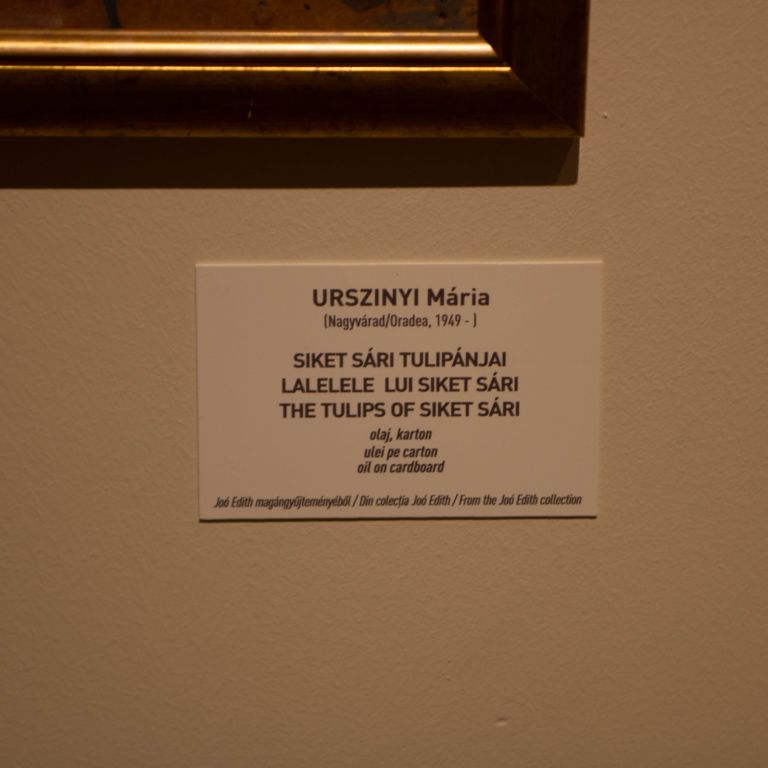 URSZINYI Mária
(Nagyvárad/Oradea, 1949 - )
SIKET SÁRI TULIPÁNJAI
LALELELE LUI SIKET SÁRI
THE TULIPS OF SIKET SÁRI
olaj, karton
ulei pe carton
oil on cardboard
Joó Edith magángyűjteményéből / Din colecția Joó Edith / From the Joó Edith collection